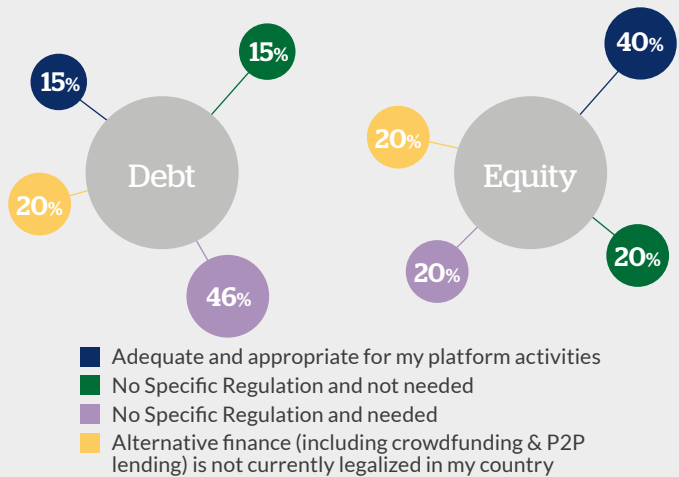 15%
15%
Debt
20%
46%
40%
20%
Equity
20%
20%
Adequate and appropriate for my platform activities
No Specific Regulation and not needed
No Specific Regulation and needed
Alternative finance (including crowdfunding & P2P
lending) is not currently legalized in my country